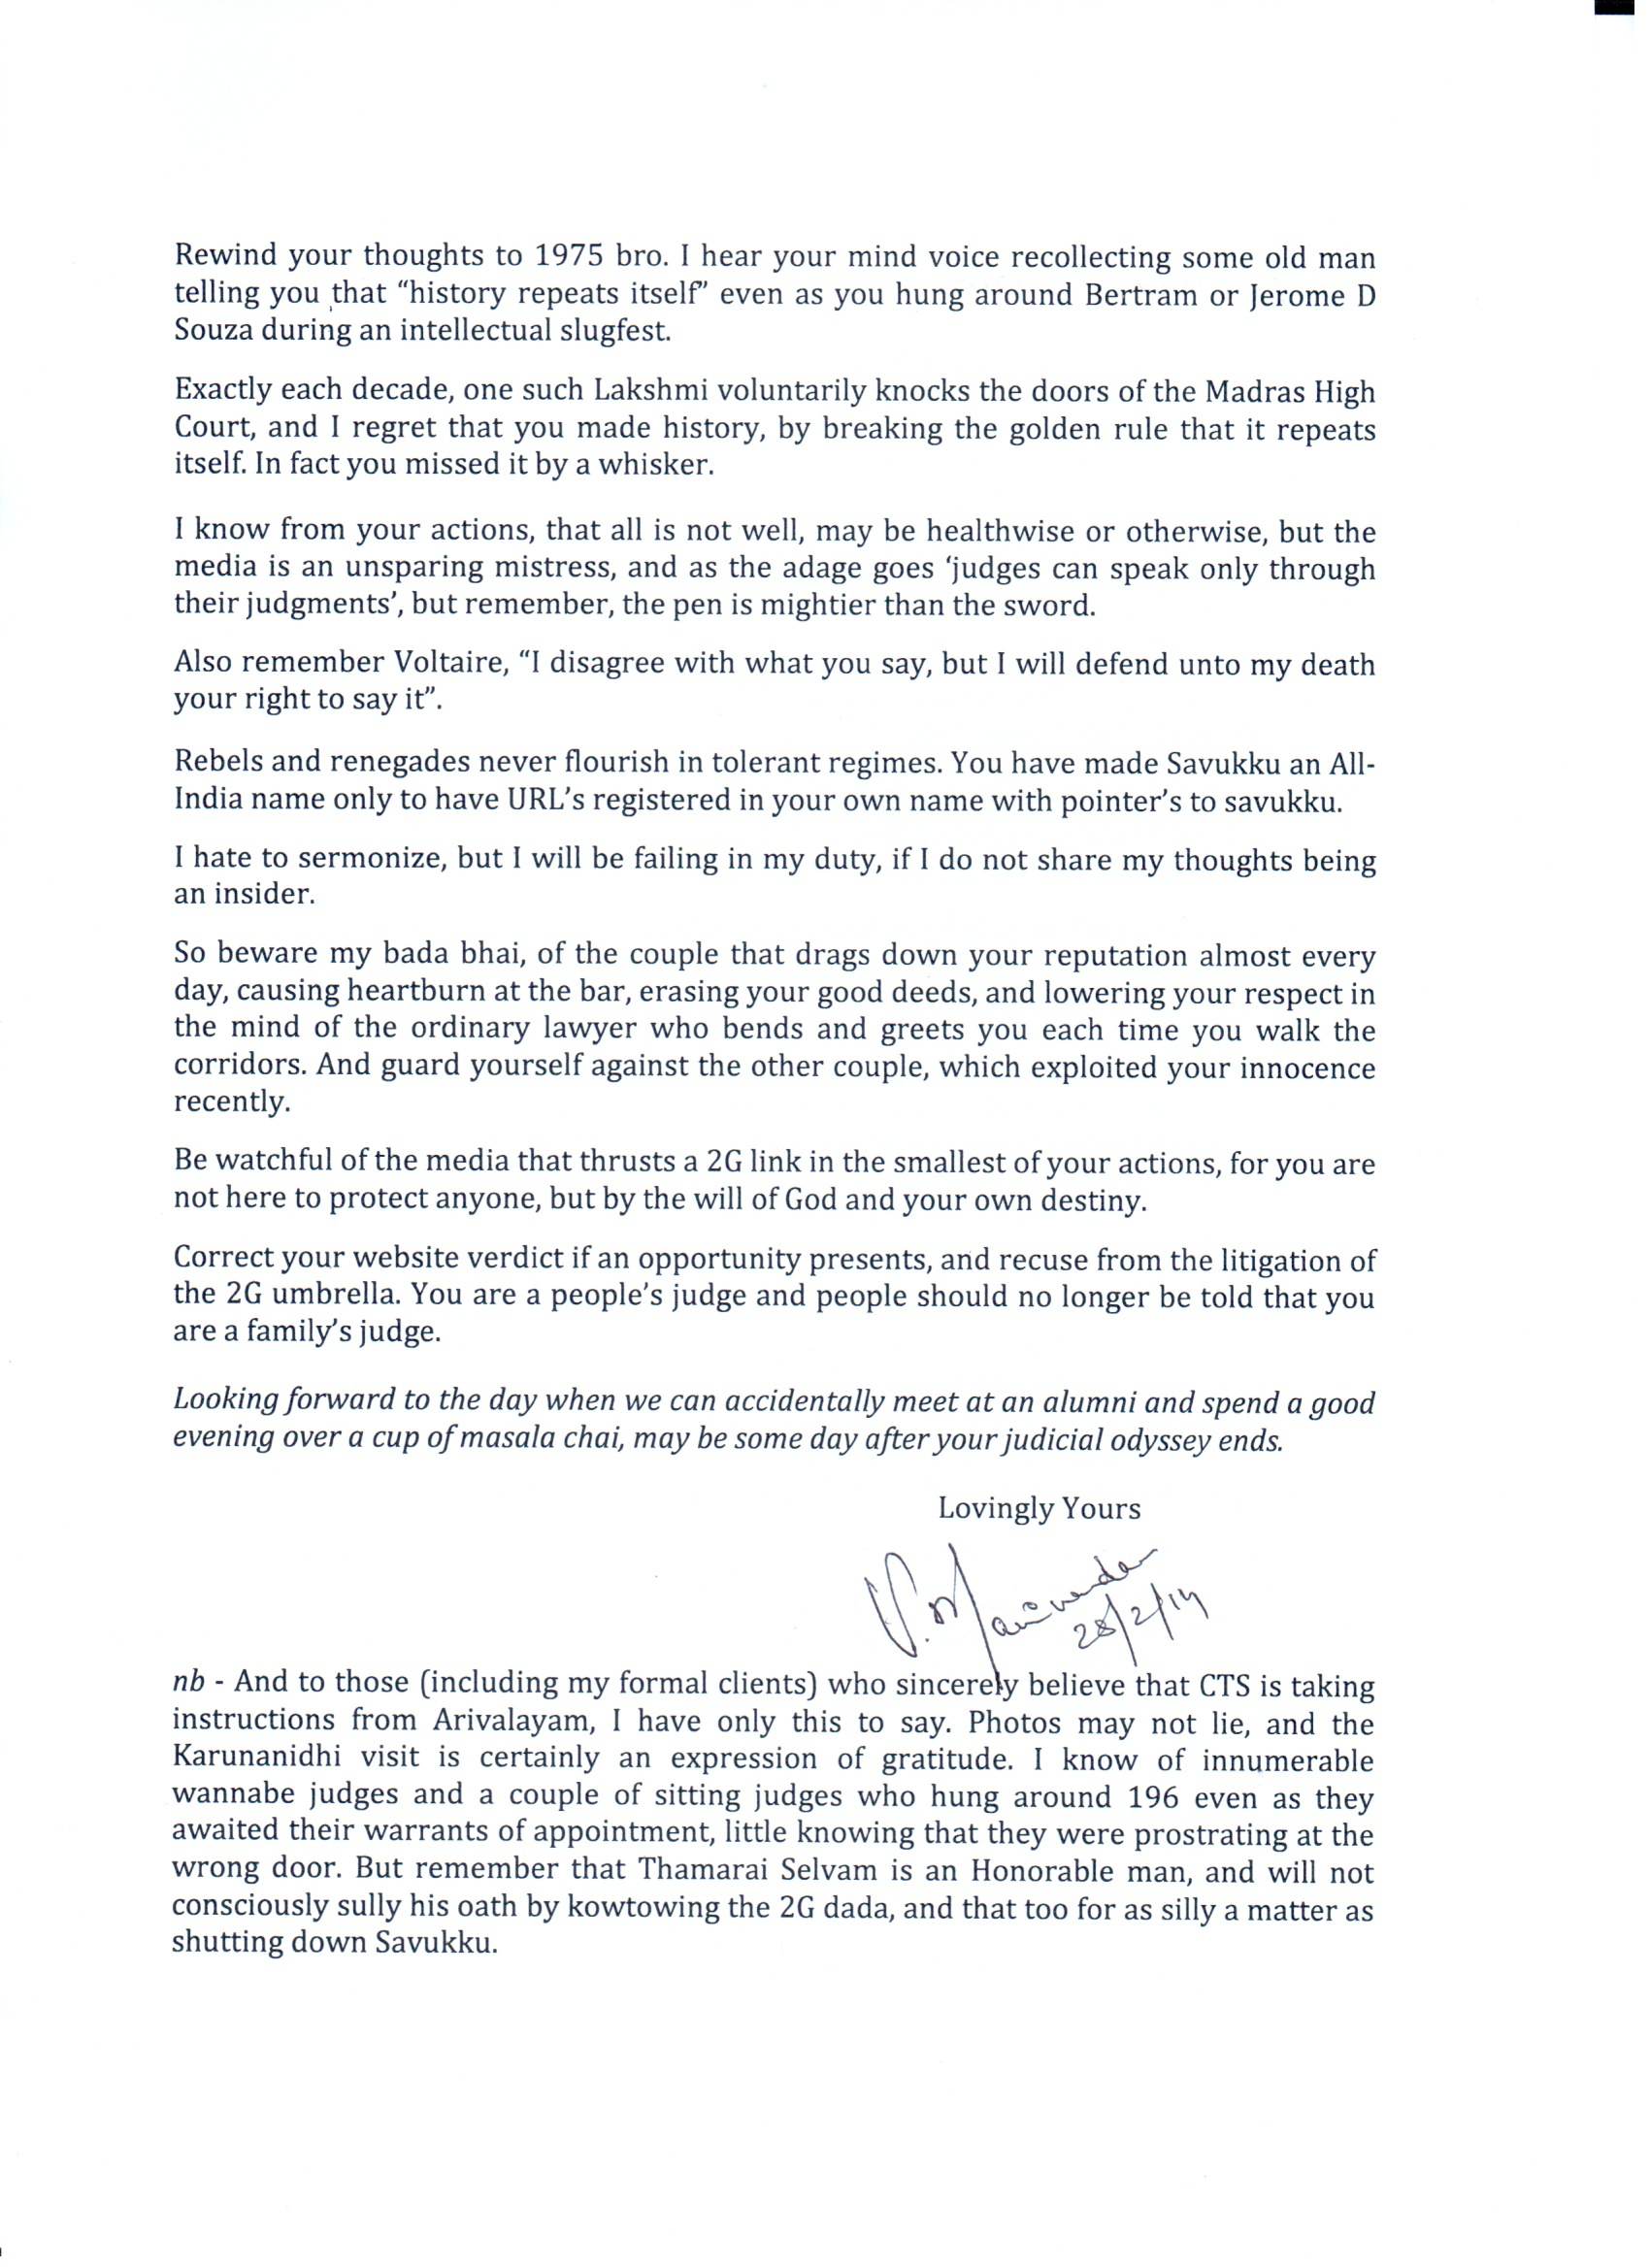 Rewind your thoughts to 1975 bro. I hear your mind voice recollecting some old man
telling you that “history repeats itself” even as you hung around Bertram or Jerome D
Souza during an intellectual slugfest.
Exactly each decade, one such Lakshmi voluntarily knocks the doors of the Madras High
Court, and I regret that you made history, by breaking the golden rule that it repeats
itself. In fact you missed it by a whisker.
I know from your actions, that all is not well, may be healthwise or otherwise, but the
media is an unsparing mistress, and as the adage goes ‘judges can speak only through
their judgments’, but remember, the pen is mightier than the sword.
Also remember Voltaire, “I disagree with what you say, but I will defend unto my death
your right to say it”.
Rebels and renegades never flourish in tolerant regimes. You have made Savukku an All-
India name only to have URL’s registered in your own name with pointer’s to savukku.
I hate to sermonize, but I will be failing in my duty, if I do not share my thoughts being
an insider.
So beware my bada bhai, of the couple that drags down your reputation almost every
day, causing heartburn at the bar, erasing your good deeds, and lowering your respect in
the mind of the ordinary lawyer who bends and greets you each time you walk the
corridors. And guard yourself against the other couple, which exploited your innocence
recently.
Be watchful of the media that thrusts a 2G link in the smallest of your actions, for you are
not here to protect anyone, but by the will of God and your own destiny.
Correct your website verdict if an opportunity presents, and recuse from the litigation of
the 2G umbrella. You are a people’s judge and people should no longer be told that you
are a family’s judge.
Looking forward to the day when we can accidentally meet at an alumni and spend a good
evening over a cup of masala chai, may be some day after your judicial odyssey ends.
Lovingly Yours
28/2/14
nb - And to those (including my formal clients) who sincerely believe that CTS is taking
instructions from Arivalayam, I have only this to say. Photos may not lie, and the
Karunanidhi visit is certainly an expression of gratitude. I know of innumerable
wannabe judges and a couple of sitting judges who hung around 196 even as they
awaited their warrants of appointment, little knowing that they were prostrating at the
wrong door. But remember that Thamarai Selvam is an Honorable man, and will not
consciously sully his oath by kowtowing the 2G dada, and that too for as silly a matter as
shutting down Savukku.